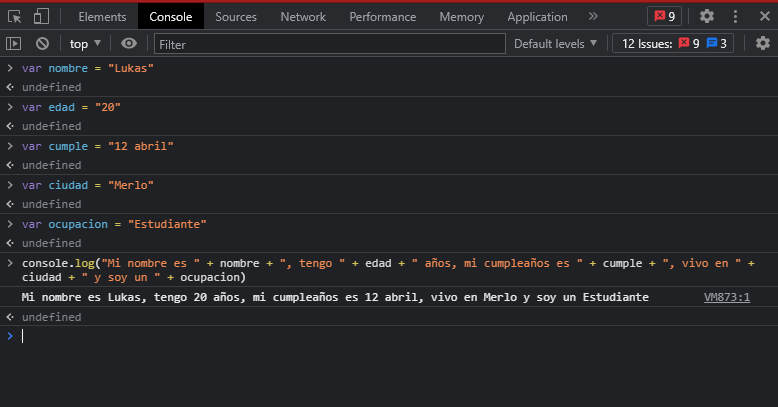 Elements Console Sources Network Performance Memory Application » 9
top Filter Default levels 12 Issues: 9 3
> var nombre = "Lukas"
undefined
> var edad = "20"
undefined
> var cumple = "12 abril"
undefined
> var ciudad = "Merlo"
undefined
> var ocupacion = "Estudiante"
undefined
> console.log("Mi nombre es " + nombre + ", tengo " + edad + " años, mi cumpleaños es " + cumple + ", vivo en " +
ciudad + " y soy un " + ocupacion)
Mi nombre es Lukas, tengo 20 años, mi cumpleaños es 12 abril, vivo en Merlo y soy un Estudiante VM873:1
undefined
>